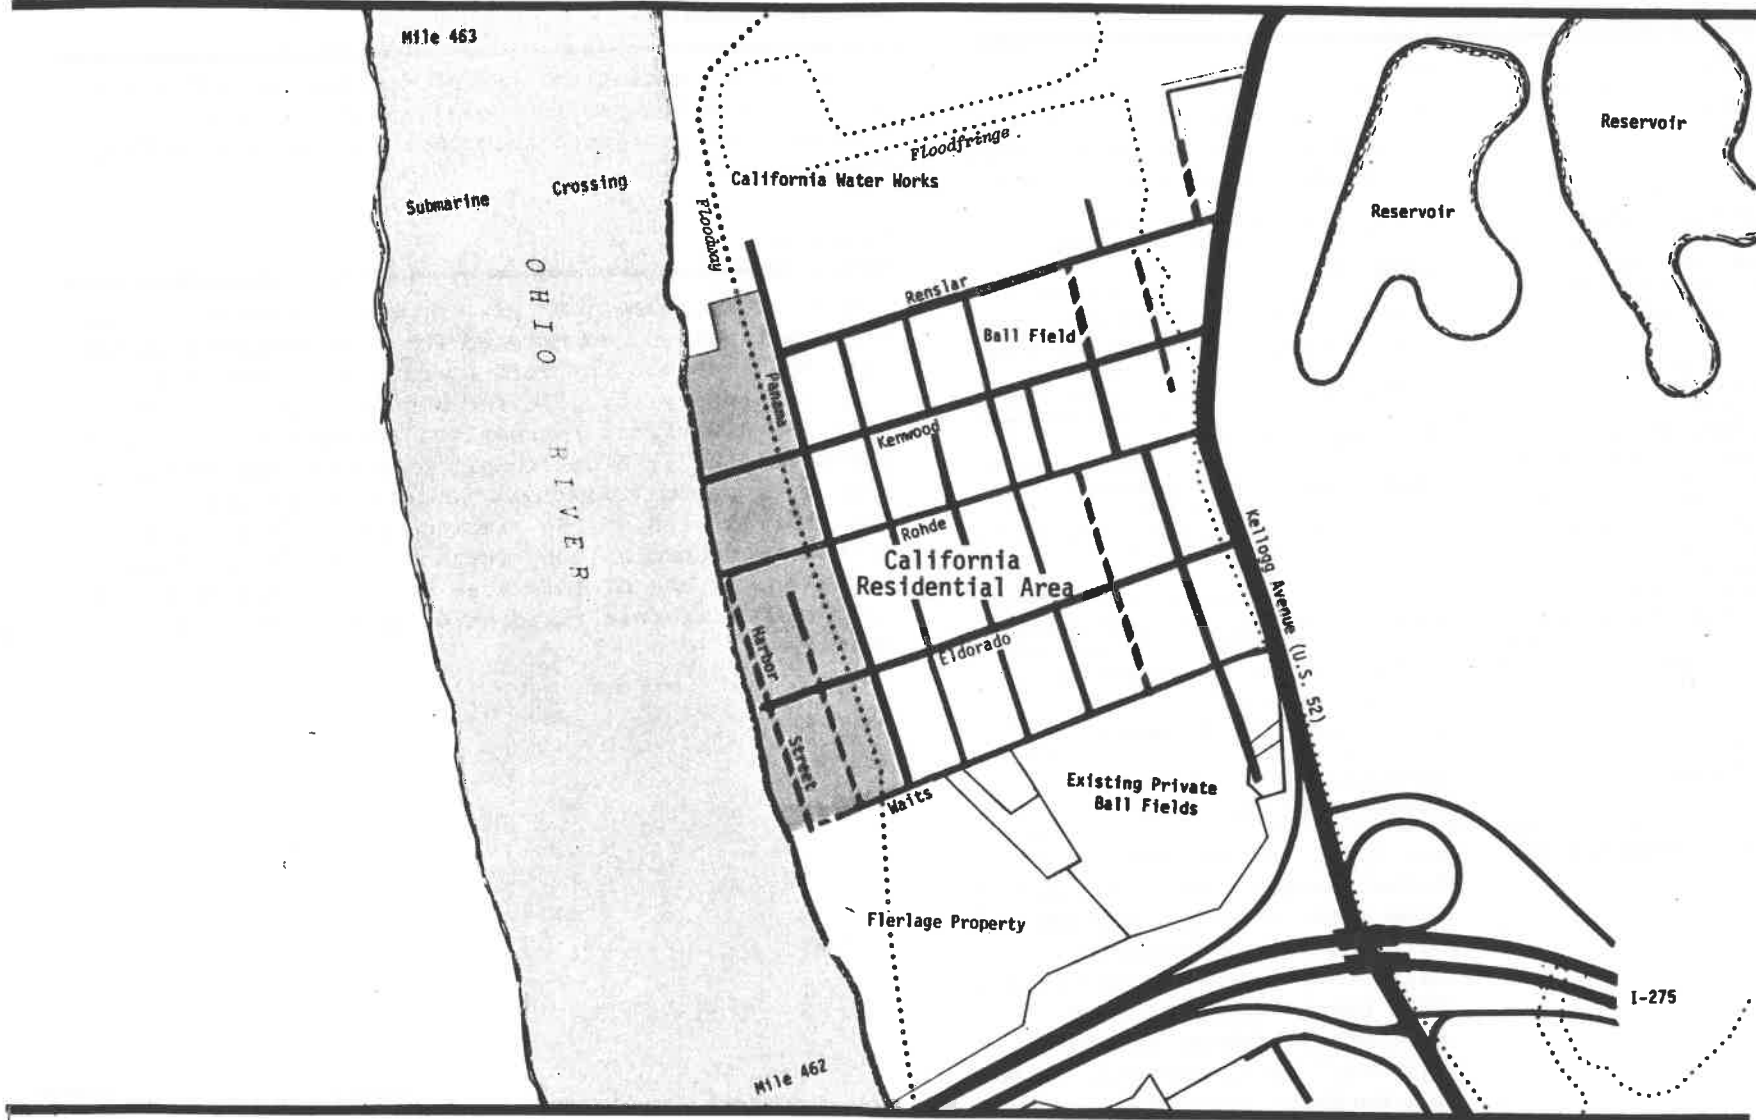 Mile 463
Reservoir
Floodfringe
California Water Works
Crossing
Submarine
Reservoir
Floodway
OHIO RIVER
Renslar
Ball Field
Panama
Kenwood
Rohde
California
Residential Area
Kellogg Avenue (U.S. 52)
Harbor Street
Eldorado
Waits
Existing Private
Ball Fields
Flerlage Property
I-275
Mile 462